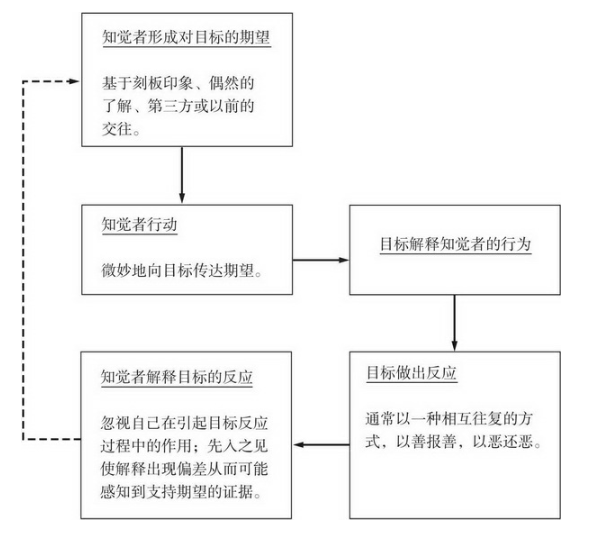 知觉者形成对目标的期望
基于刻板印象、偶然的
了解、第三方或以前的
交往。
知觉者行动
微妙地向目标传达期望。
目标解释知觉者的行为
目标做出反应
通常以一种相互往复的方
式，以善报善，以恶还恶。
知觉者解释目标的反应
忽视自己在引起目标反应
过程中的作用；先入之见
使解释出现偏差从而可能
感知到支持期望的证据。